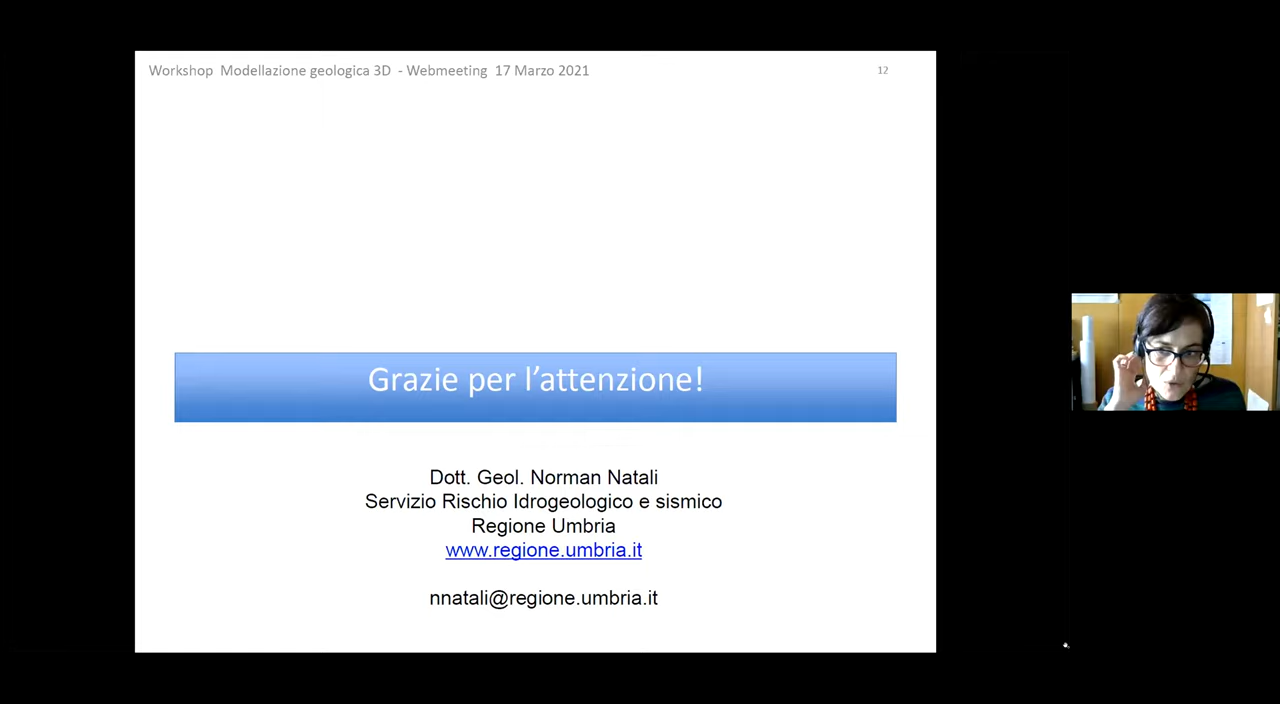 Workshop Modellazione geologica 3D - Webmeeting 17 Marzo 2021
12
Grazie per l'attenzione!
Dott. Geol. Norman Natali
Servizio Rischio Idrogeologico e sismico
Regione Umbria
www.regione.umbria.it
nnatali@regione.umbria.it